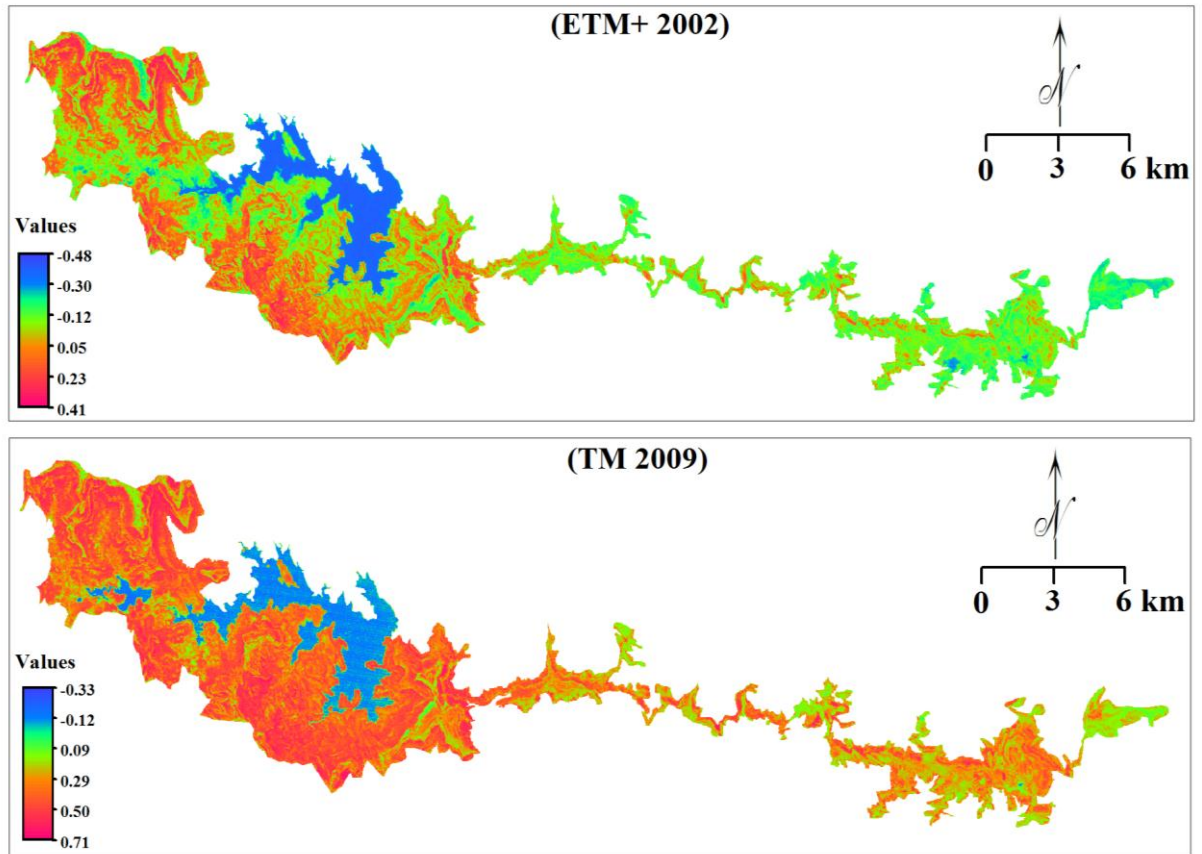 (ETM+ 2002)
N
0 3 6 km
Values
-0.48
-0.30
-0.12
0.05
0.23
0.41
(TM 2009)
N
0 3 6 km
Values
-0.33
-0.12
0.09
0.29
0.50
0.71